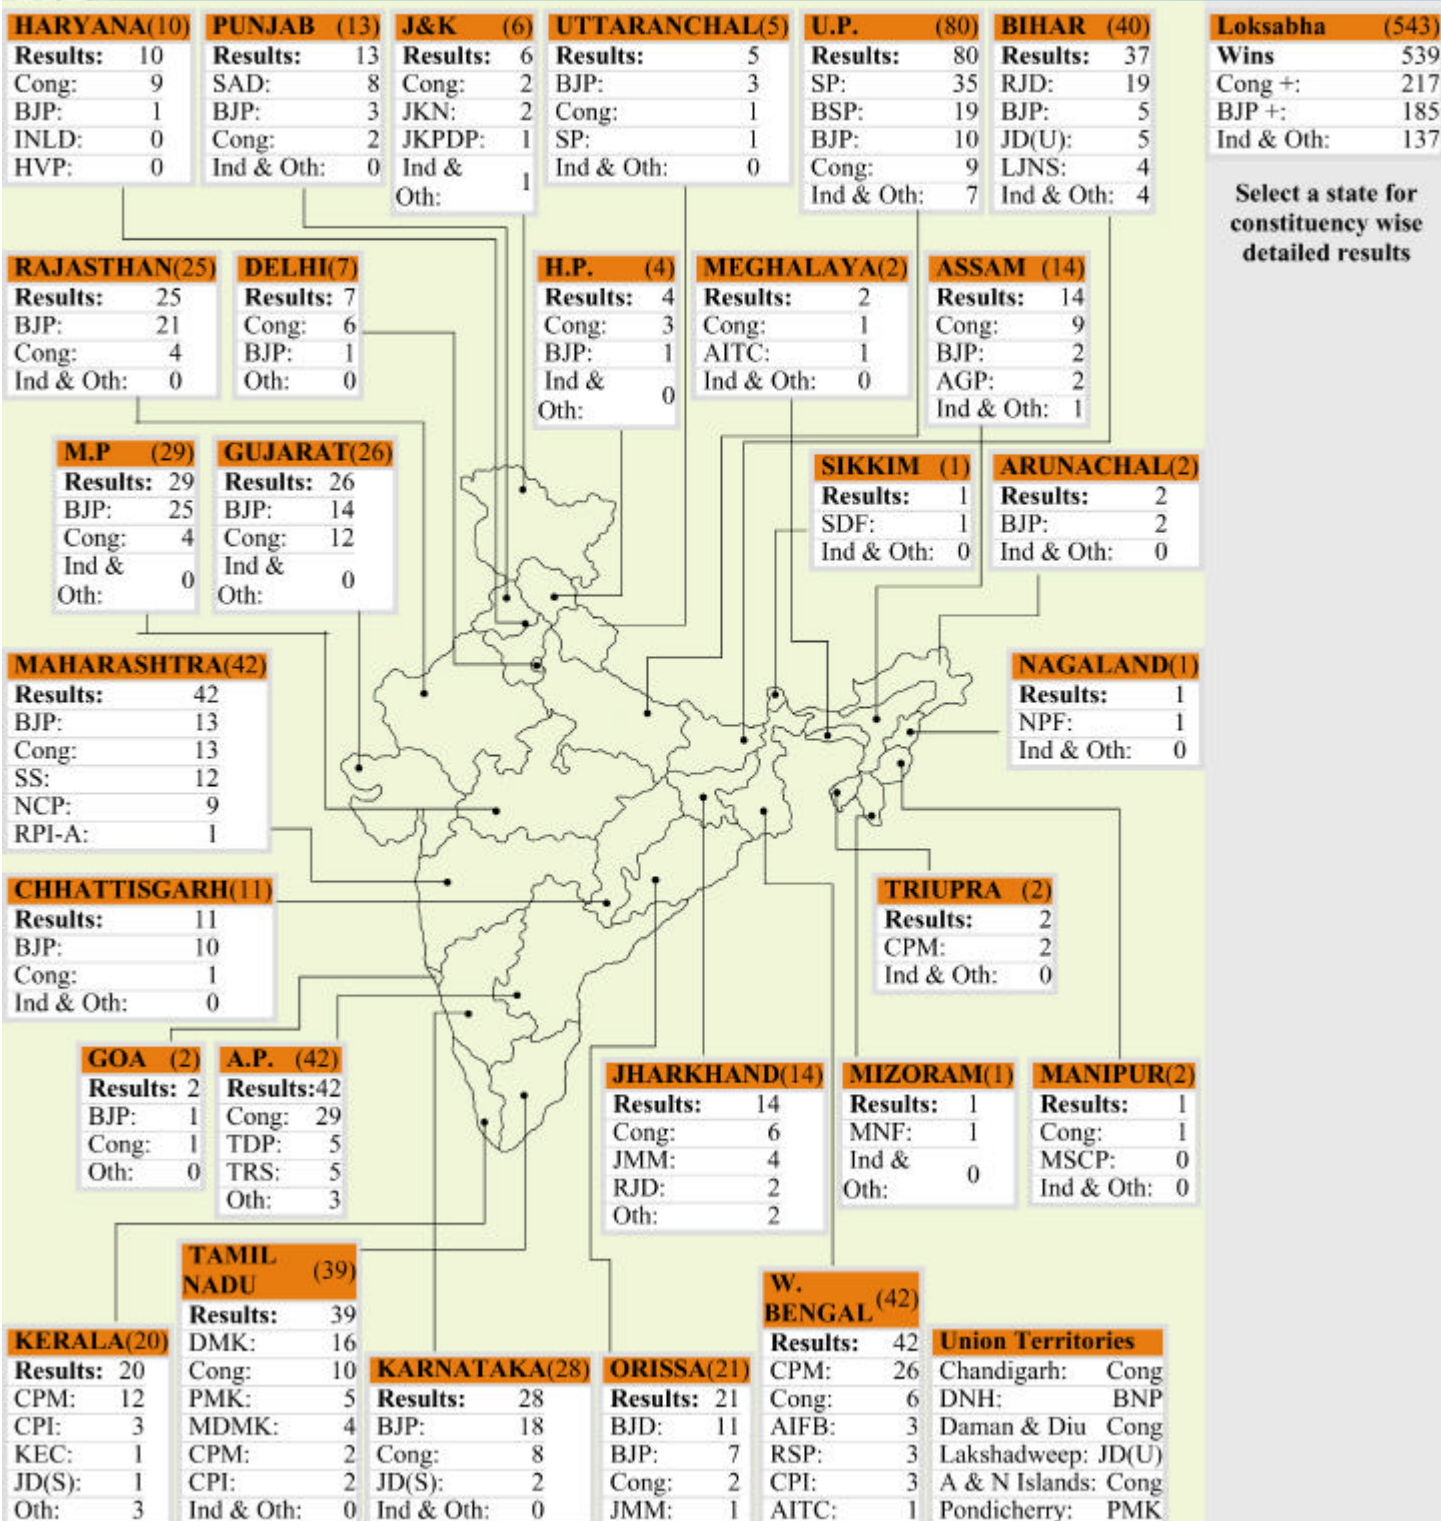 HARYANA(10)
Results: 10
Cong: 9
BJP: 1
INLD: 0
HVP: 0
PUNJAB (13)
Results: 13
SAD: 8
BJP: 3
Cong: 2
Ind & Oth: 0
J&K (6)
Results: 6
Cong: 2
JKN: 2
JKPDP: 1
Ind &
Oth: 1
UTTARANCHAL(5)
Results: 5
BJP: 3
Cong: 1
SP: 1
Ind & Oth: 0
U.P. (80)
Results: 80
SP: 35
BSP: 19
BJP: 10
Cong: 9
Ind & Oth: 7
BIHAR (40)
Results: 37
RJD: 19
BJP: 5
JD(U): 5
LJNS: 4
Ind & Oth: 4
Loksabha (543)
Wins 539
Cong +: 217
BJP +: 185
Ind & Oth: 137
Select a state for
constituency wise
detailed results
RAJASTHAN(25)
Results: 25
BJP: 21
Cong: 4
Ind & Oth: 0
DELHI(7)
Results: 7
Cong: 6
BJP: 1
Oth: 0
H.P. (4)
Results: 4
Cong: 3
BJP: 1
Ind &
Oth: 0
MEGHALAYA(2)
Results: 2
Cong: 1
AITC: 1
Ind & Oth: 0
ASSAM (14)
Results: 14
Cong: 9
BJP: 2
AGP: 2
Ind & Oth: 1
M.P (29)
Results: 29
BJP: 25
Cong: 4
Ind &
Oth: 0
GUJARAT(26)
Results: 26
BJP: 14
Cong: 12
Ind &
Oth: 0
SIKKIM (1)
Results: 1
SDF: 1
Ind & Oth: 0
ARUNACHAL(2)
Results: 2
BJP: 2
Ind & Oth: 0
MAHARASHTRA(42)
Results: 42
BJP: 13
Cong: 13
SS: 12
NCP: 9
RPI-A: 1
NAGALAND(1)
Results: 1
NPF: 1
Ind & Oth: 0
CHHATTISGARH(11)
Results: 11
BJP: 10
Cong: 1
Ind & Oth: 0
TRIUPRA (2)
Results: 2
CPM: 2
Ind & Oth: 0
GOA (2)
Results: 2
BJP: 1
Cong: 1
Oth: 0
A.P. (42)
Results:42
Cong: 29
TDP: 5
TRS: 5
Oth: 3
JHARKHAND(14)
Results: 14
Cong: 6
JMM: 4
RJD: 2
Oth: 2
MIZORAM(1)
Results: 1
MNF: 1
Ind &
Oth: 0
MANIPUR(2)
Results: 1
Cong: 1
MSCP: 0
Ind & Oth: 0
KERALA(20)
Results: 20
CPM: 12
CPI: 3
KEC: 1
JD(S): 1
Oth: 3
TAMIL
NADU (39)
Results: 39
DMK: 16
Cong: 10
PMK: 5
MDMK: 4
CPM: 2
CPI: 2
Ind & Oth: 0
KARNATAKA(28)
Results: 28
BJP: 18
Cong: 8
JD(S): 2
Ind & Oth: 0
ORISSA(21)
Results: 21
BJD: 11
BJP: 7
Cong: 2
JMM: 1
W.
BENGAL (42)
Results: 42
CPM: 26
Cong: 6
AIFB: 3
RSP: 3
CPI: 3
AITC: 1
Union Territories
Chandigarh: Cong
DNH: BNP
Daman & Diu Cong
Lakshadweep: JD(U)
A & N Islands: Cong
Pondicherry: PMK